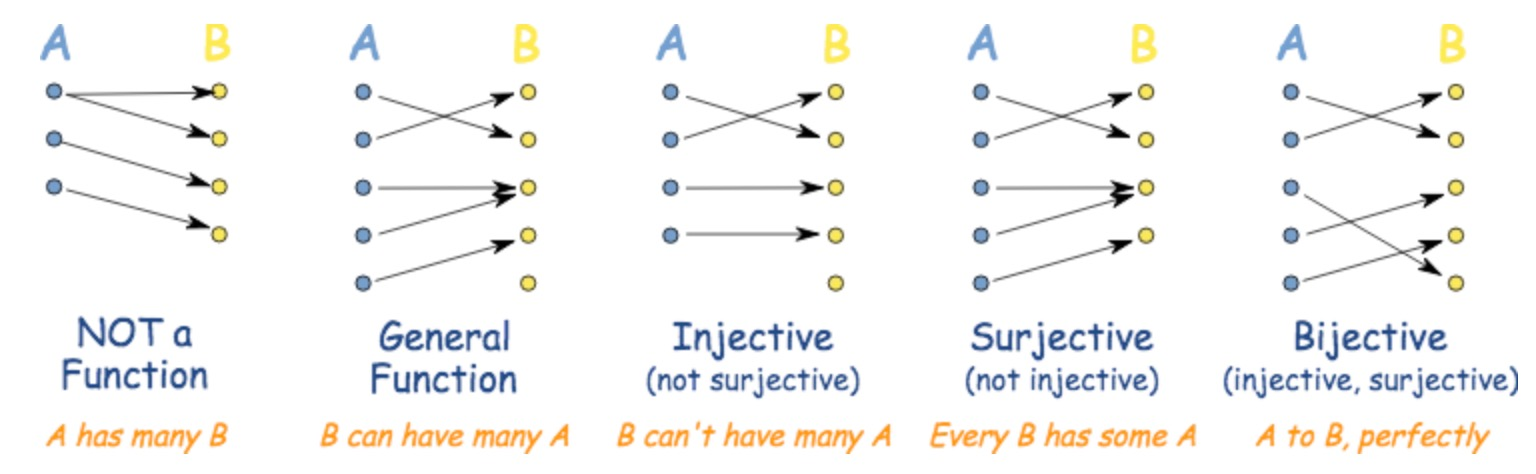 A B
A B
A B
A B
A B
NOT a
Function
A has many B
General
Function
B can have many A
Injective
(not surjective)
B can't have many A
Surjective
(not injective)
Every B has some A
Bijective
(injective, surjective)
A to B, perfectly